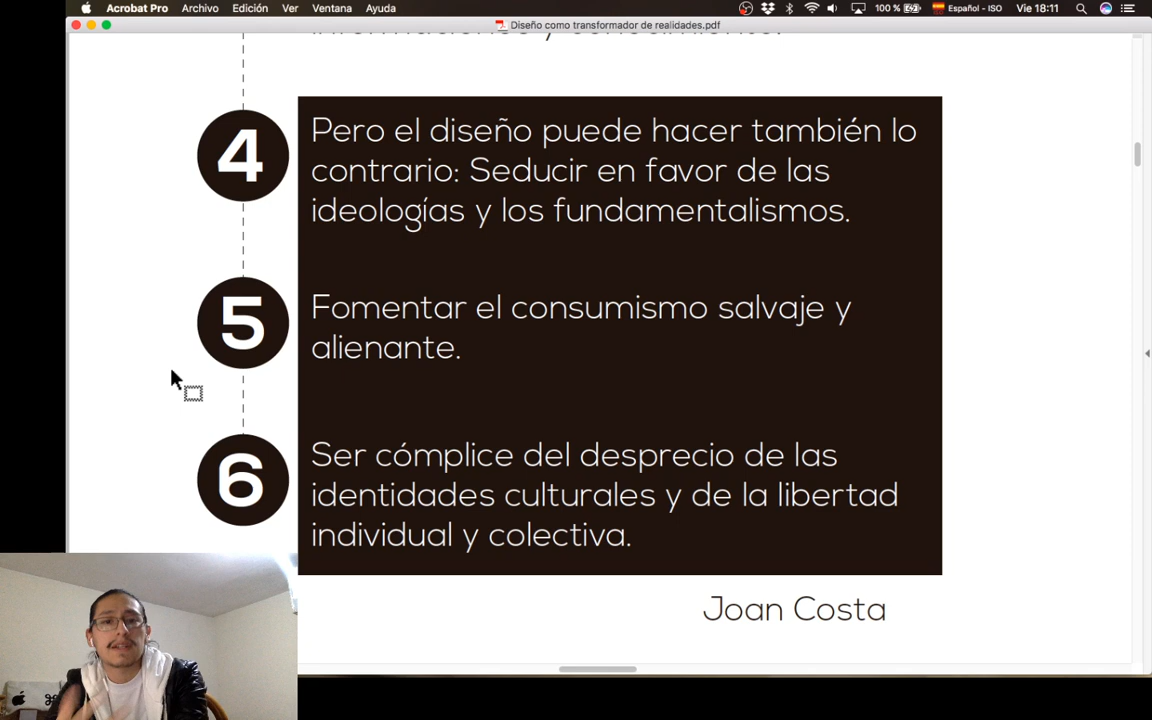 Acrobat Pro Archivo Edición Ver Ventana Ayuda 100 % Español - ISO Vie 18:11
Diseño como transformador de realidades.pdf
4
Pero el diseño puede hacer también lo
contrario: Seducir en favor de las
ideologías y los fundamentalismos.
5
Fomentar el consumismo salvaje y
alienante.
6
Ser cómplice del desprecio de las
identidades culturales y de la libertad
individual y colectiva.
Joan Costa